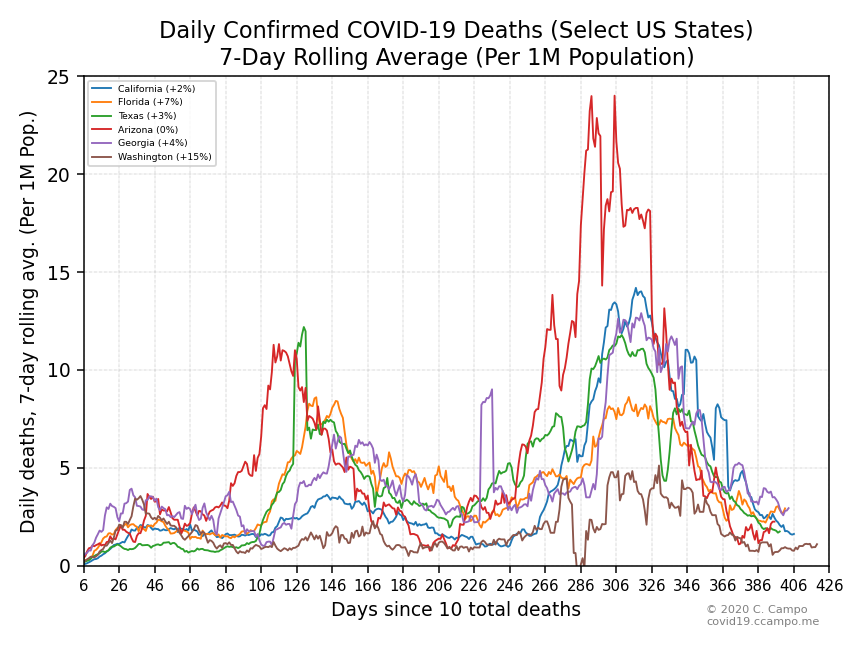 Daily Confirmed COVID-19 Deaths (Select US States)
7-Day Rolling Average (Per 1M Population)
Daily deaths, 7-day rolling avg. (Per 1M Pop.)
25
20
15
10
5
0
California (+2%)
Florida (+7%)
Texas (+3%)
Arizona (0%)
Georgia (+4%)
Washington (+15%)
6 26 46 66 86 106 126 146 166 186 206 226 246 266 286 306 326 346 366 386 406 426
Days since 10 total deaths
© 2020 C. Campo
covid19.ccampo.me